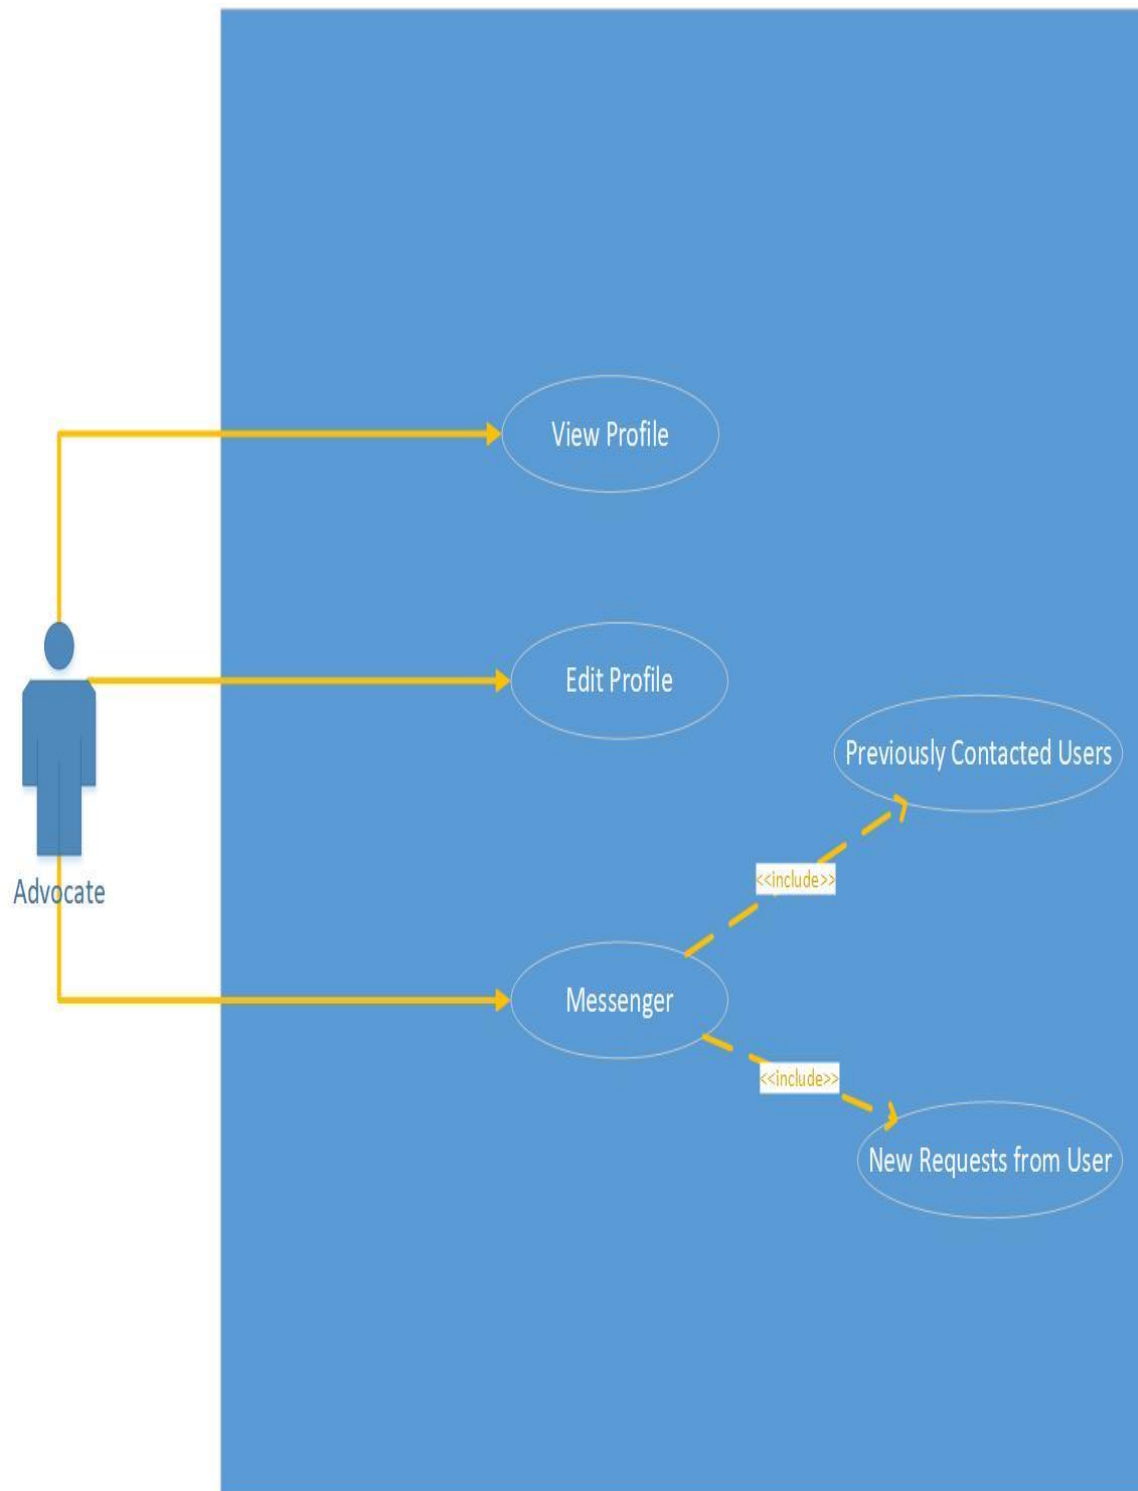 View Profile
Edit Profile
Previously Contacted Users
<<include>>
Advocate
Messenger
<<include>>
New Requests from User